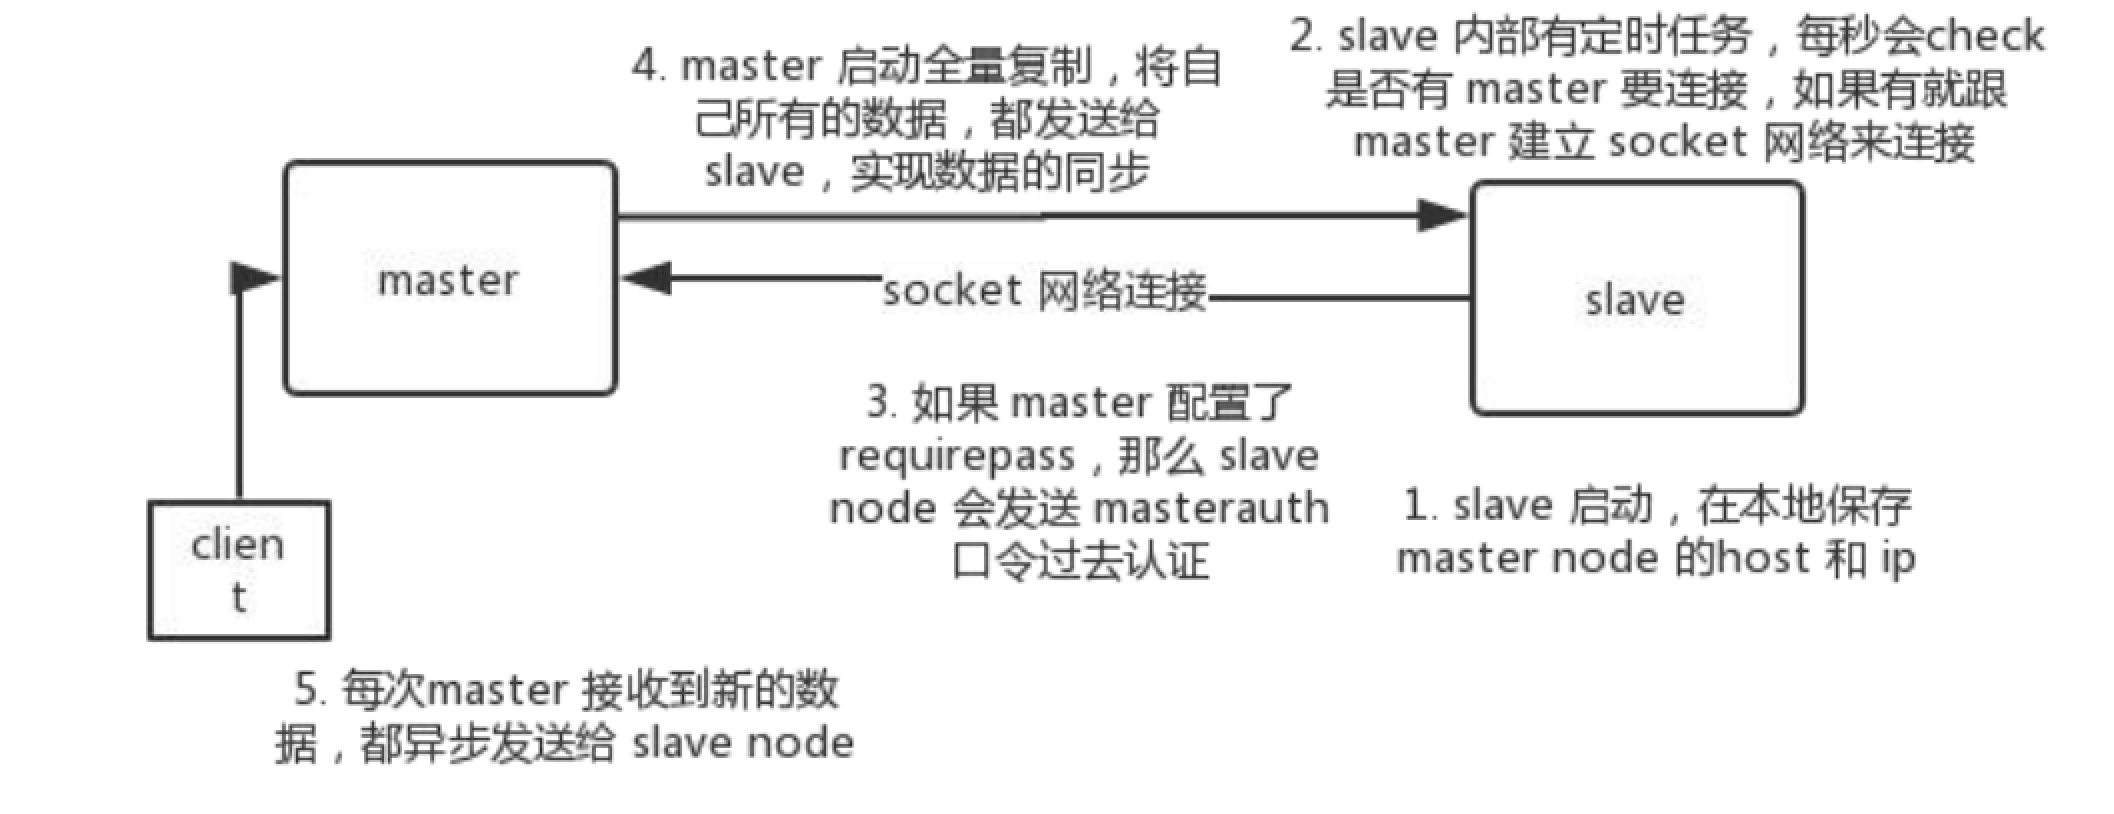 4. master 启动全量复制，将自
己所有的数据，都发送给
slave，实现数据的同步
2. slave 内部有定时任务，每秒会check
是否有 master 要连接，如果有就跟
master 建立 socket 网络来连接
master
socket 网络连接
slave
3. 如果 master 配置了
requirepass，那么 slave
node 会发送 masterauth
口令过去认证
1. slave 启动，在本地保存
master node 的host 和 ip
clien
t
5. 每次master 接收到新的数
据，都异步发送给 slave node